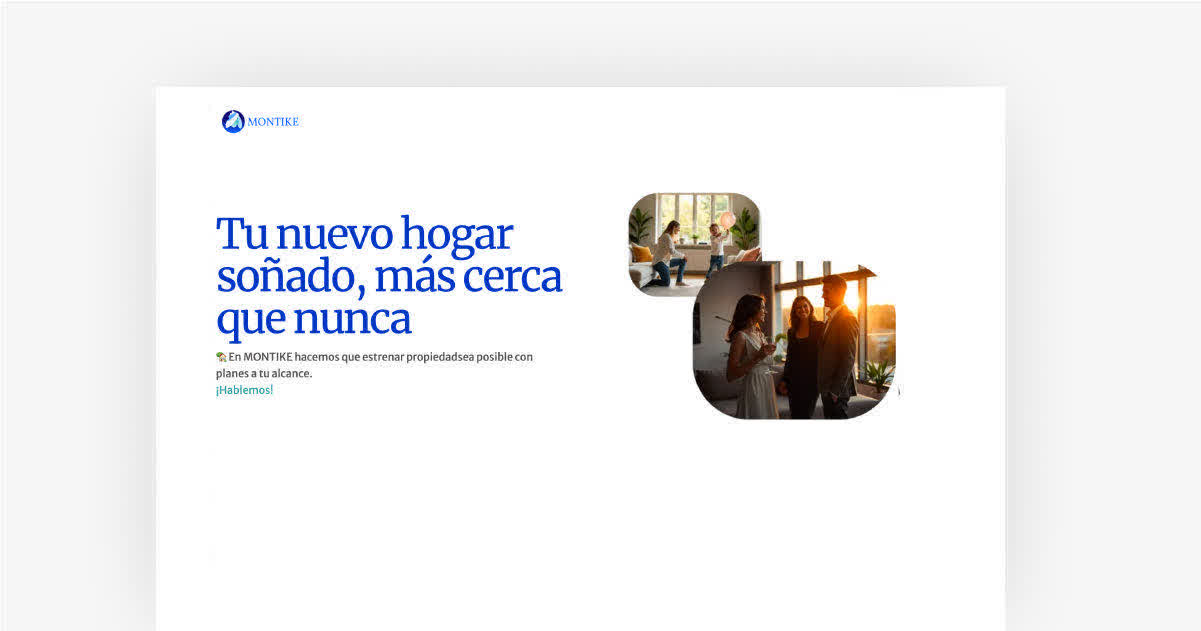 MONTIKE
Tu nuevo hogar
soñado, más cerca
que nunca
🏡En MONTIKE hacemos que estrenar propiedadsea posible con
planes a tu alcance.
¡Hablemos!